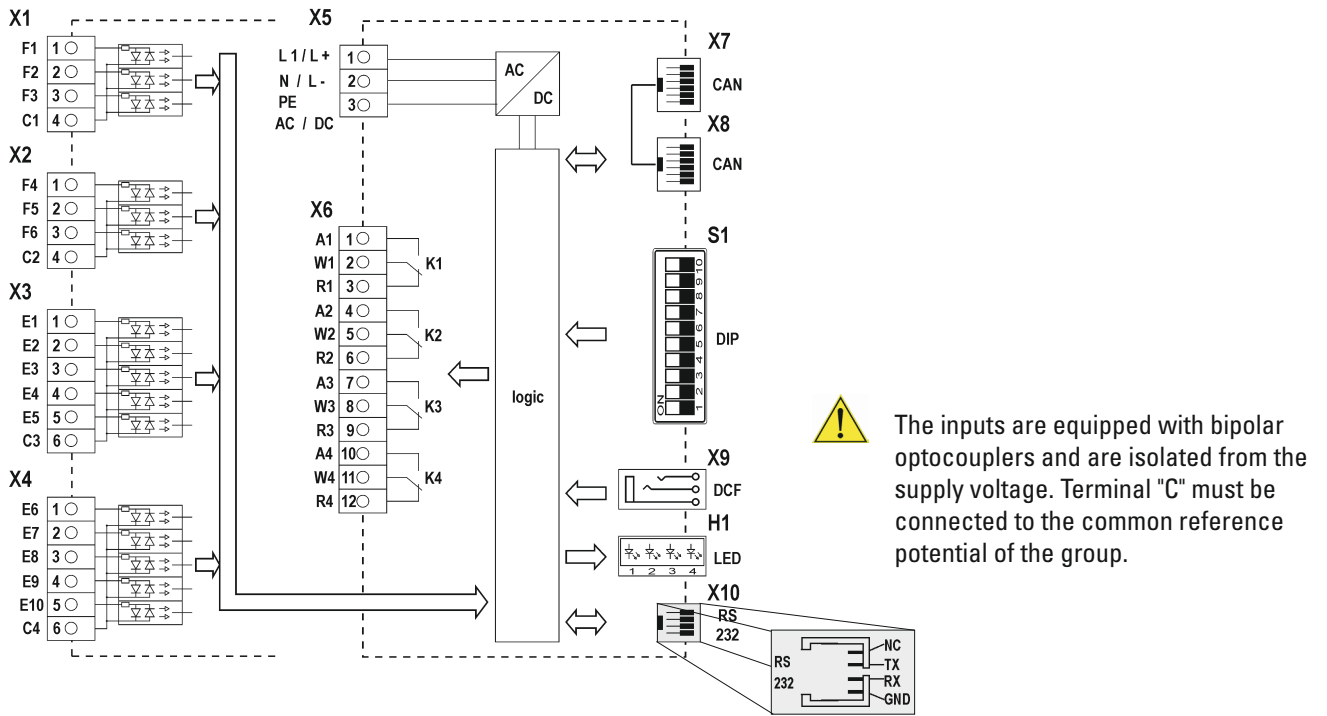 X1
F1 1
F2 2
F3 3
C1 4
X2
F4 1
F5 2
F6 3
C2 4
X3
E1 1
E2 2
E3 3
E4 4
E5 5
C3 6
X4
E6 1
E7 2
E8 3
E9 4
E10 5
C4 6
X5
L1/L+ 1
N / L- 2
PE 3
AC / DC
AC
DC
X6
A1 1
W1 2 K1
R1 3
A2 4
W2 5 K2
R2 6
A3 7
W3 8 K3
R3 9
A4 10
W4 11 K4
R4 12
logic
X7
CAN
X8
CAN
S1
10
9
8
7
6
5
4
3
2
1
ON
DIP
X9
DCF
H1
LED
1 2 3 4
X10
RS
232
RS
232
NC
TX
RX
GND
The inputs are equipped with bipolar
optocouplers and are isolated from the
supply voltage. Terminal "C" must be
connected to the common reference
potential of the group.